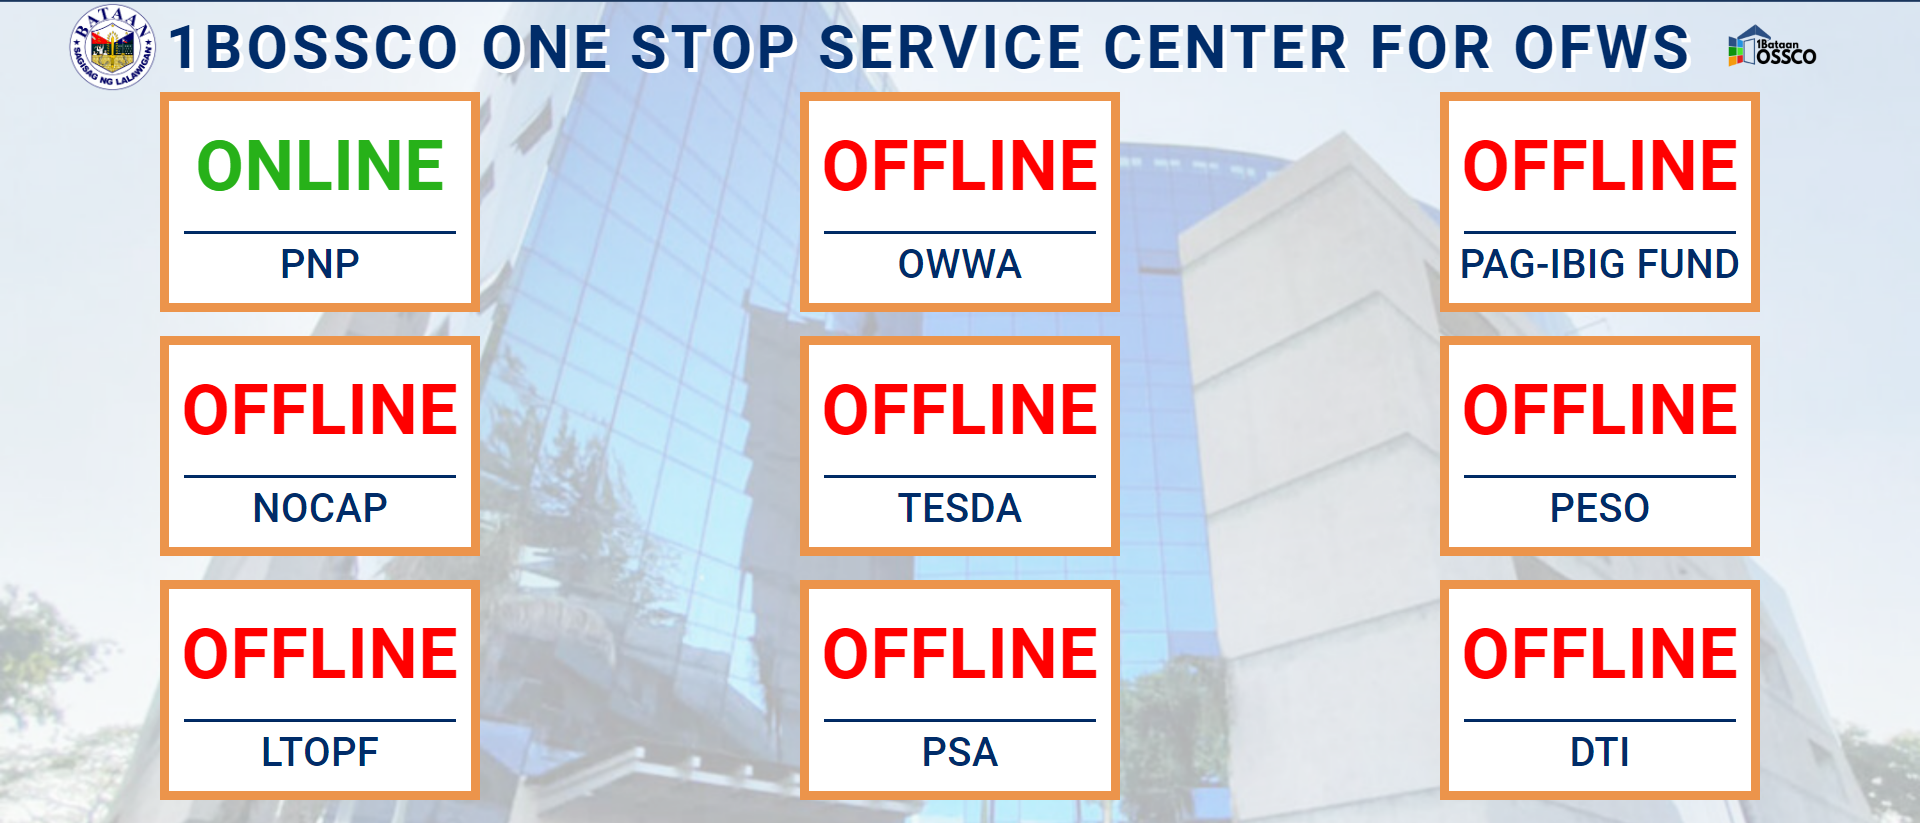 BATAAN
SAGISAG NG LALAWIGAN
1BOSSCO ONE STOP SERVICE CENTER FOR OFWS
1Bataan
OSSCO
ONLINE
PNP
OFFLINE
OWWA
OFFLINE
PAG-IBIG FUND
OFFLINE
NOCAP
OFFLINE
TESDA
OFFLINE
PESO
OFFLINE
LTOPF
OFFLINE
PSA
OFFLINE
DTI